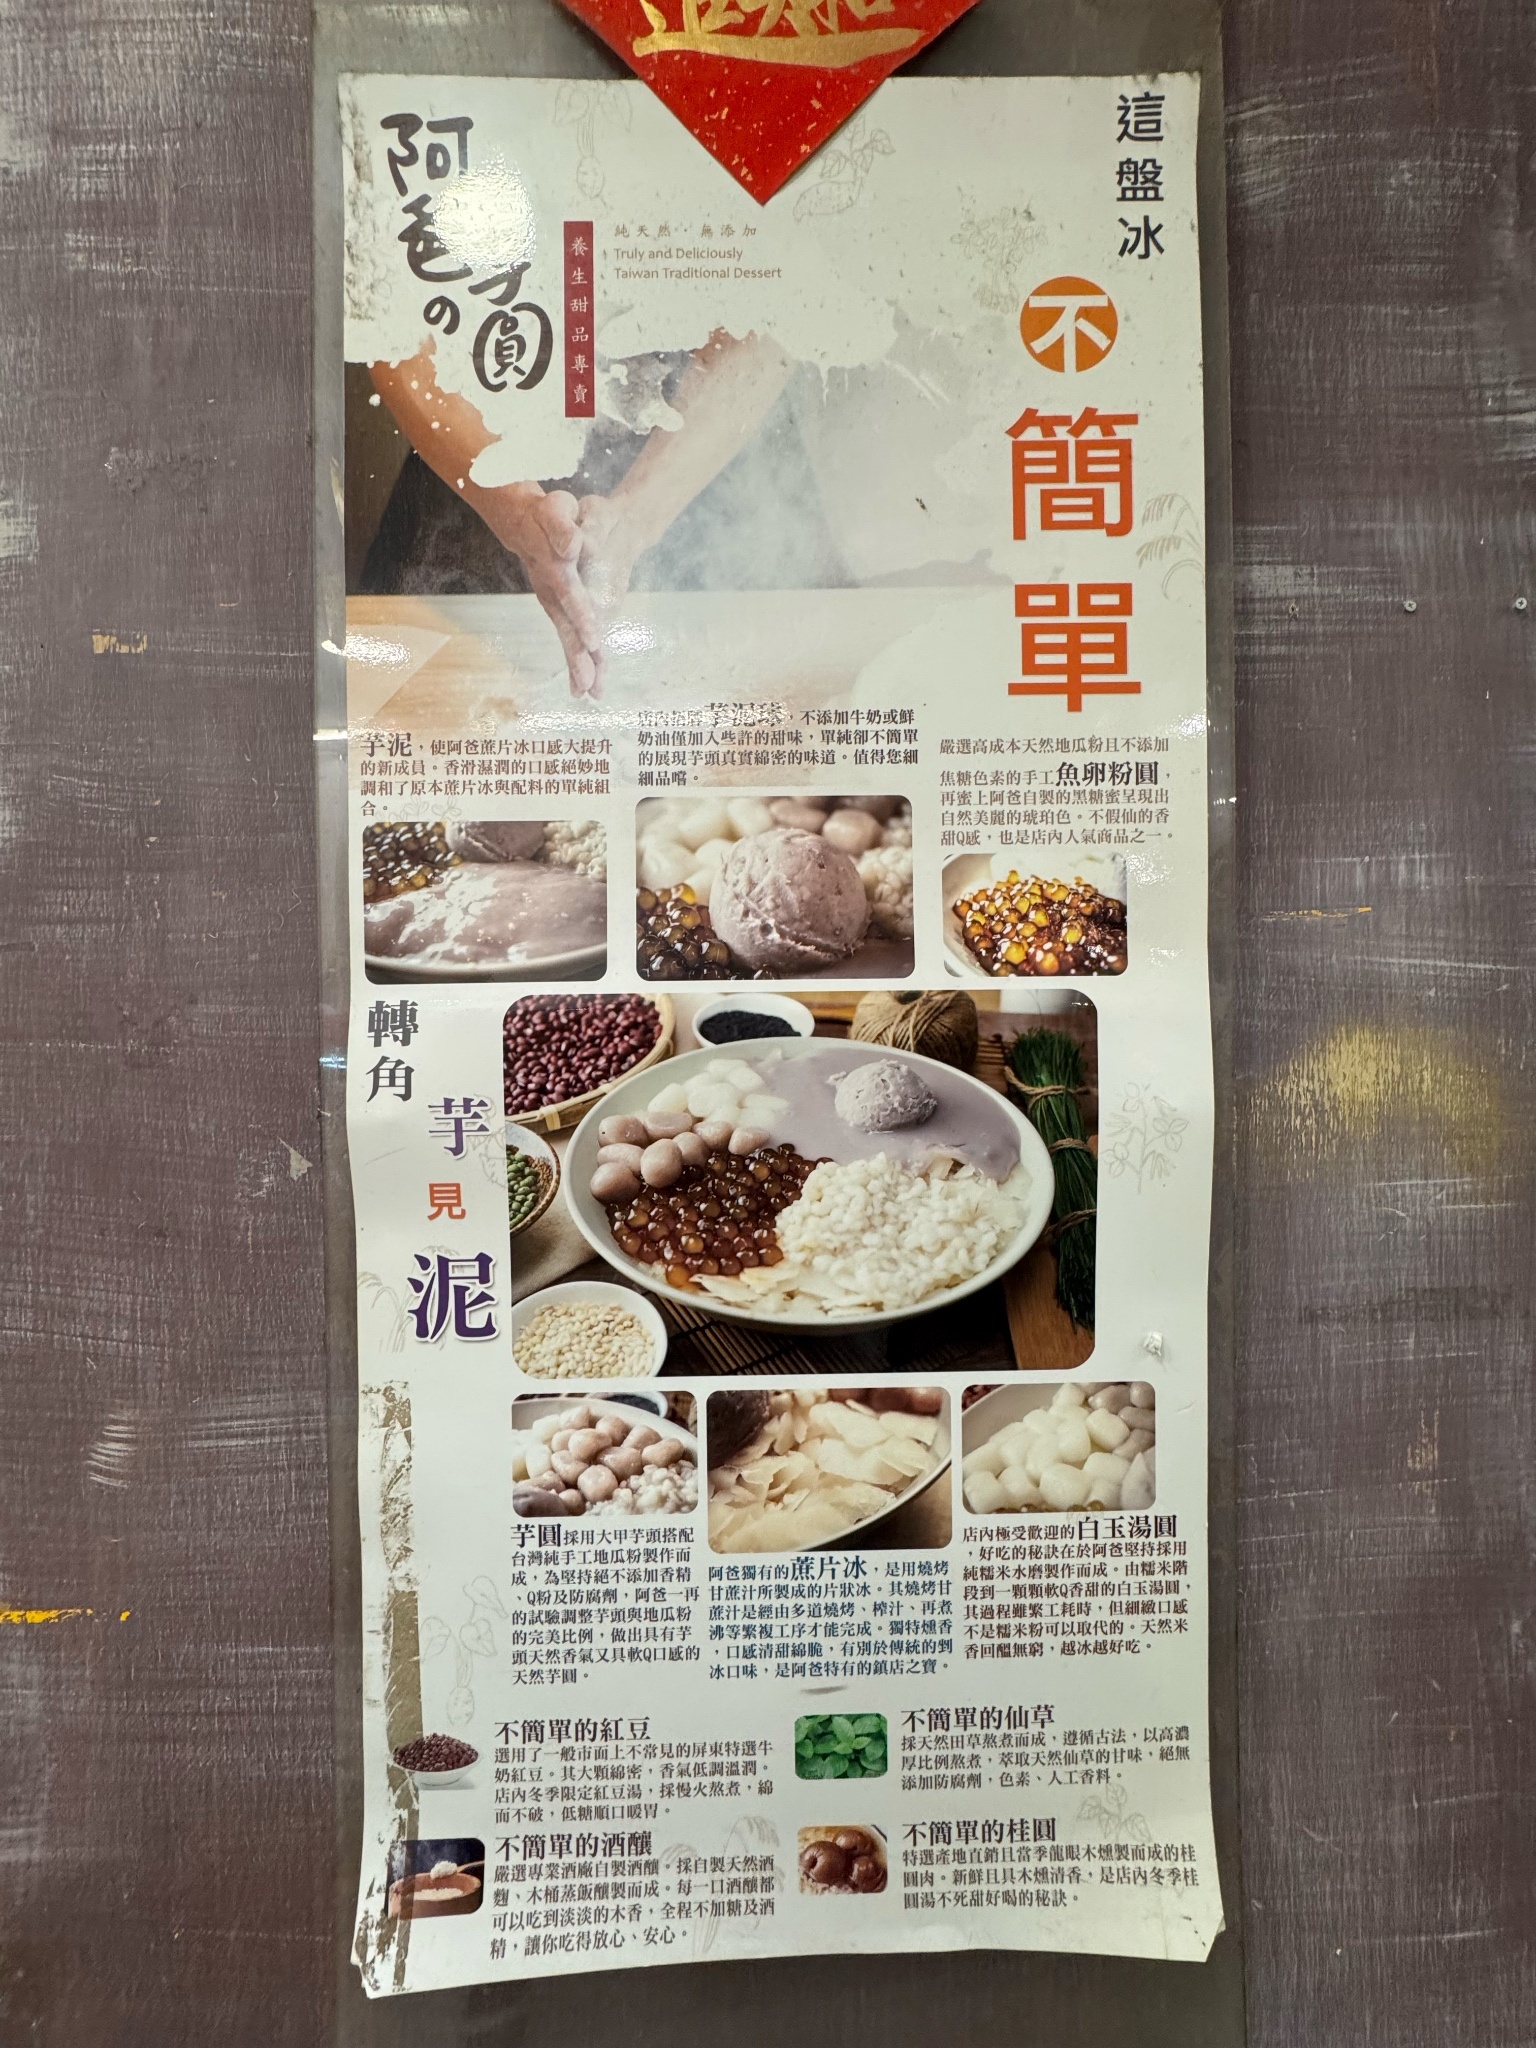 阿爸の
圓
養生甜品專賣
純天然・無添加
Truly and Deliciously
Taiwan Traditional Dessert
這盤冰
不簡單
芋泥，使阿爸蔗片冰口感大提升
的新成員。香滑濕潤的口感絕妙地
調和了原本蔗片冰與配料的單純組
合。
芋泥球，不添加牛奶或鮮
奶油僅加入些許的甜味，單純卻不簡單
的展現芋頭真實綿密的味道。值得您細
細品嚐。
嚴選高成本天然地瓜粉且不添加
焦糖色素的手工魚卵粉圓，
再蜜上阿爸自製的黑糖蜜呈現出
自然美麗的琥珀色。不假仙的香
甜Q感，也是店內人氣商品之一。
轉角
芋
見
泥
芋圓採用大甲芋頭搭配
台灣純手工地瓜粉製作而
成，為堅持絕不添加香精
、Q粉及防腐劑，阿爸一再
的試驗調整芋頭與地瓜粉
的完美比例，做出具有芋
頭天然香氣又具軟Q口感的
天然芋圓。
阿爸獨有的蔗片冰，是用燒烤
甘蔗汁所製成的片狀冰。其燒烤甘
蔗汁是經由多道燒烤、榨汁、再煮
沸等繁複工序才能完成。獨特燻香
，口感清甜綿脆，有別於傳統的剉
冰口味，是阿爸特有的鎮店之寶。
店內極受歡迎的白玉湯圓
，好吃的秘訣在於阿爸堅持採用
純糯米水磨製作而成。由糯米階
段到一顆顆軟Q香甜的白玉湯圓，
其過程雖繁工耗時，但細緻口感
不是糯米粉可以取代的。天然米
香回醞無窮，越冰越好吃。
不簡單的紅豆
選用了一般市面上不常見的屏東特選牛
奶紅豆。其大顆綿密，香氣低調溫潤。
店內冬季限定紅豆湯，採慢火熬煮，綿
而不破，低糖順口暖胃。
不簡單的仙草
採天然田草熬煮而成，遵循古法，以高濃
厚比例熬煮，萃取天然仙草的甘味，絕無
添加防腐劑，色素、人工香料。
不簡單的酒釀
嚴選專業酒廠自製酒釀。採自製天然酒
麴、木桶蒸飯釀製而成。每一口酒釀都
可以吃到淡淡的木香，全程不加糖及酒
精，讓你吃得放心、安心。
不簡單的桂圓
特選產地直銷且當季龍眼木燻製而成的桂
圓肉。新鮮且具木燻清香，是店內冬季桂
圓湯不死甜好喝的秘訣。